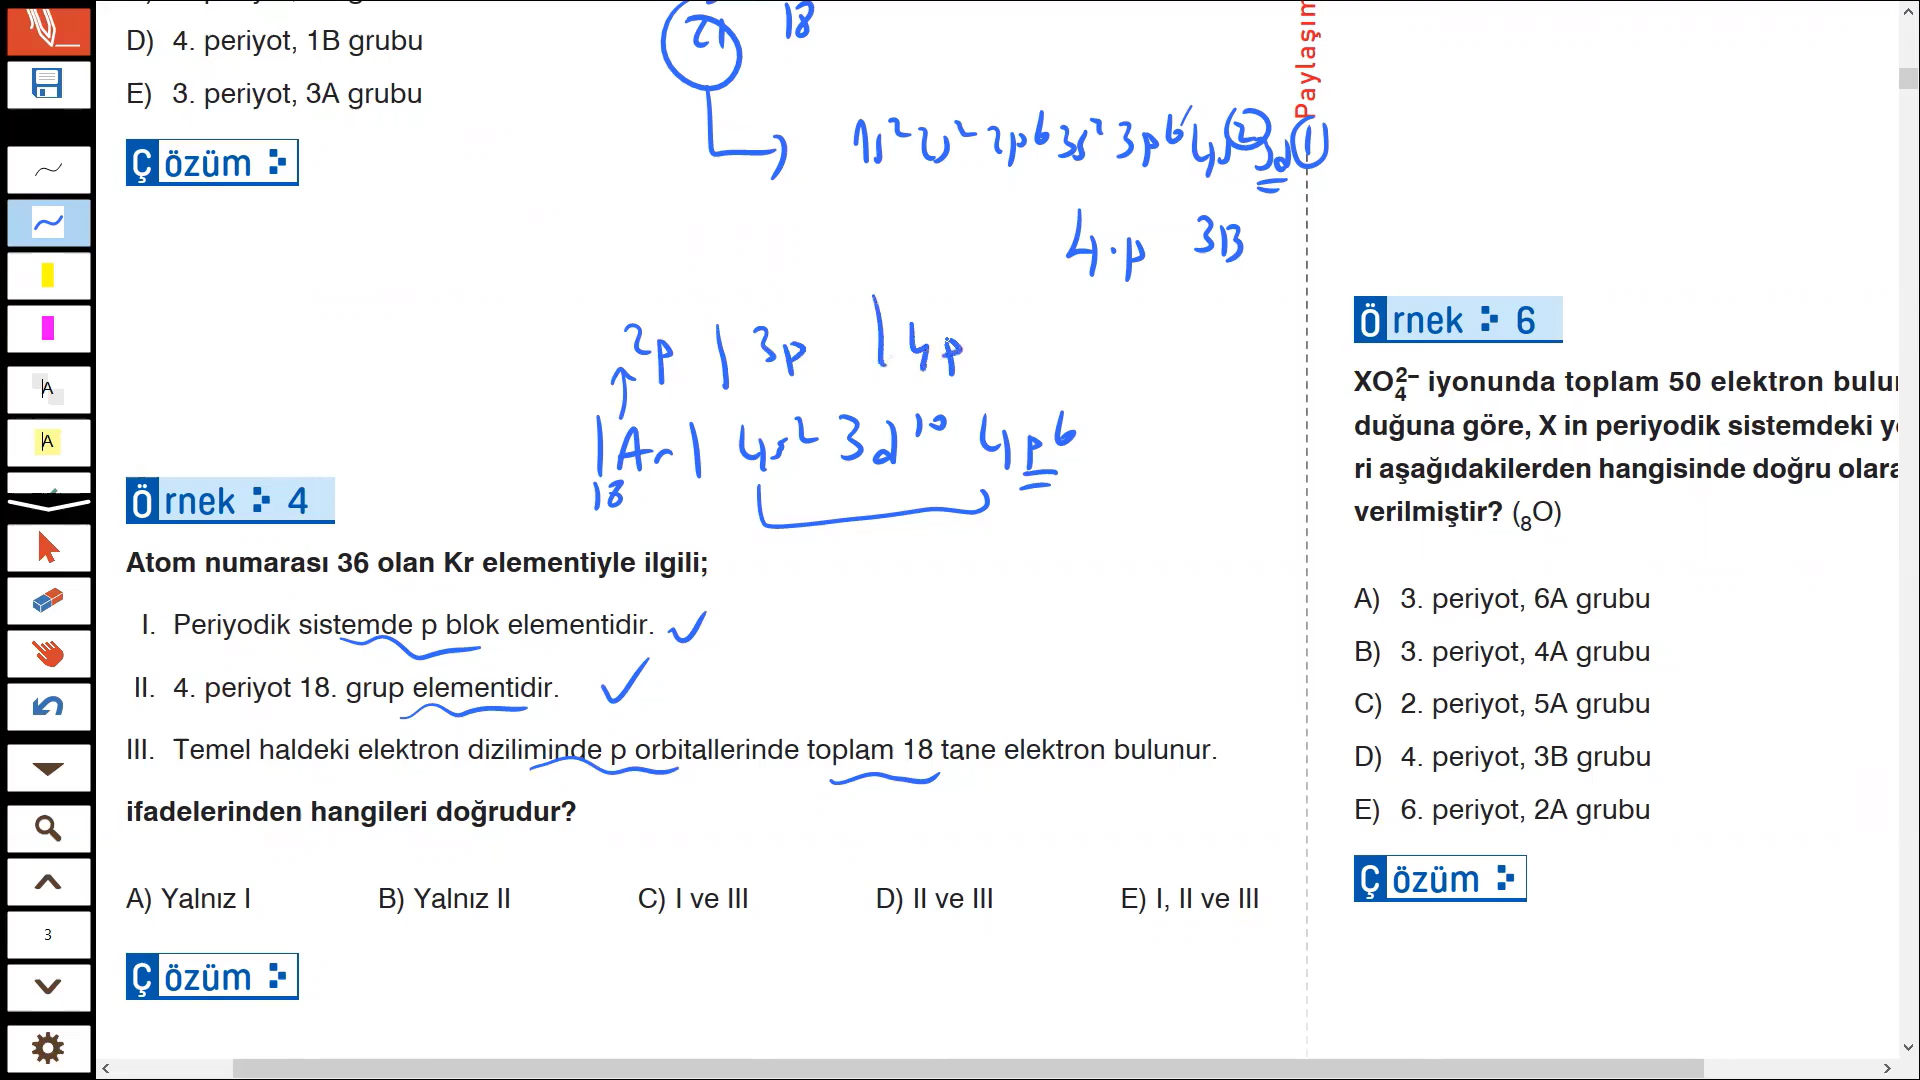 D) 4. periyot, 1B grubu
E) 3. periyot, 3A grubu
Çözüm
21
18
1s² 2s² 2p⁶ 3s² 3p⁶ 4s² 3d¹
4.p 3B
2p | 3p | 4p
|Ar| 4s² 3d¹⁰ 4p⁶
18
Örnek 4
Atom numarası 36 olan Kr elementiyle ilgili;
I. Periyodik sistemde p blok elementidir.
II. 4. periyot 18. grup elementidir.
III. Temel haldeki elektron diziliminde p orbitallerinde toplam 18 tane elektron bulunur.
ifadelerinden hangileri doğrudur?
A) Yalnız I B) Yalnız II C) I ve III D) II ve III E) I, II ve III
Çözüm
Paylaşım
Örnek 6
XO₄²⁻ iyonunda toplam 50 elektron bulun
duğuna göre, X in periyodik sistemdeki ye
ri aşağıdakilerden hangisinde doğru olara
verilmiştir? (₈O)
A) 3. periyot, 6A grubu
B) 3. periyot, 4A grubu
C) 2. periyot, 5A grubu
D) 4. periyot, 3B grubu
E) 6. periyot, 2A grubu
Çözüm
A
A
3